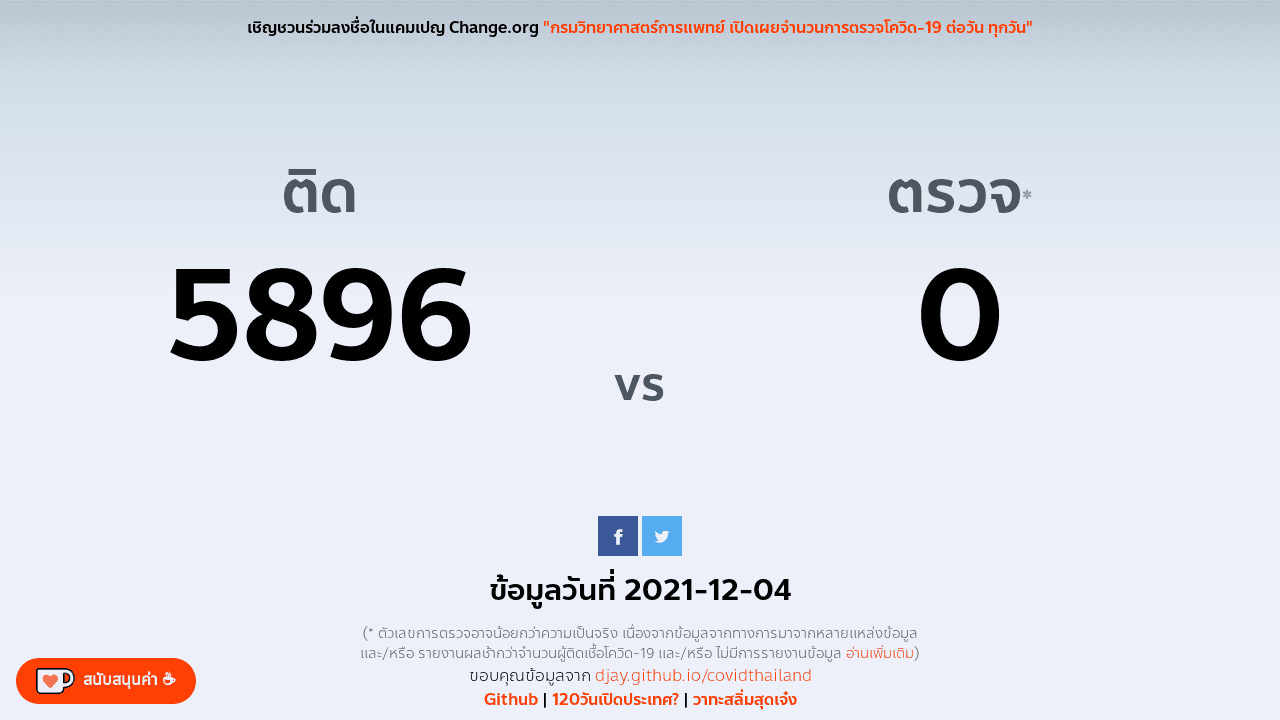 เชิญชวนร่วมลงชื่อในแคมเปญ Change.org "กรมวิทยาศาสตร์การแพทย์ เปิดเผยจำนวนการตรวจโควิด-19 ต่อวัน ทุกวัน"
ติด
ตรวจ*
5896
0
vs
ข้อมูลวันที่ 2021-12-04
(* ตัวเลขการตรวจอาจน้อยกว่าความเป็นจริง เนื่องจากข้อมูลจากทางการมาจากหลายแหล่งข้อมูล
และ/หรือ รายงานผลช้ากว่าจำนวนผู้ติดเชื้อโควิด-19 และ/หรือ ไม่มีการรายงานข้อมูล อ่านเพิ่มเติม)
ขอบคุณข้อมูลจาก djay.github.io/covidthailand
สนับสนุนค่า
Github | 120วันเปิดประเทศ? | วาทะสลิ่มสุดเจ๋ง